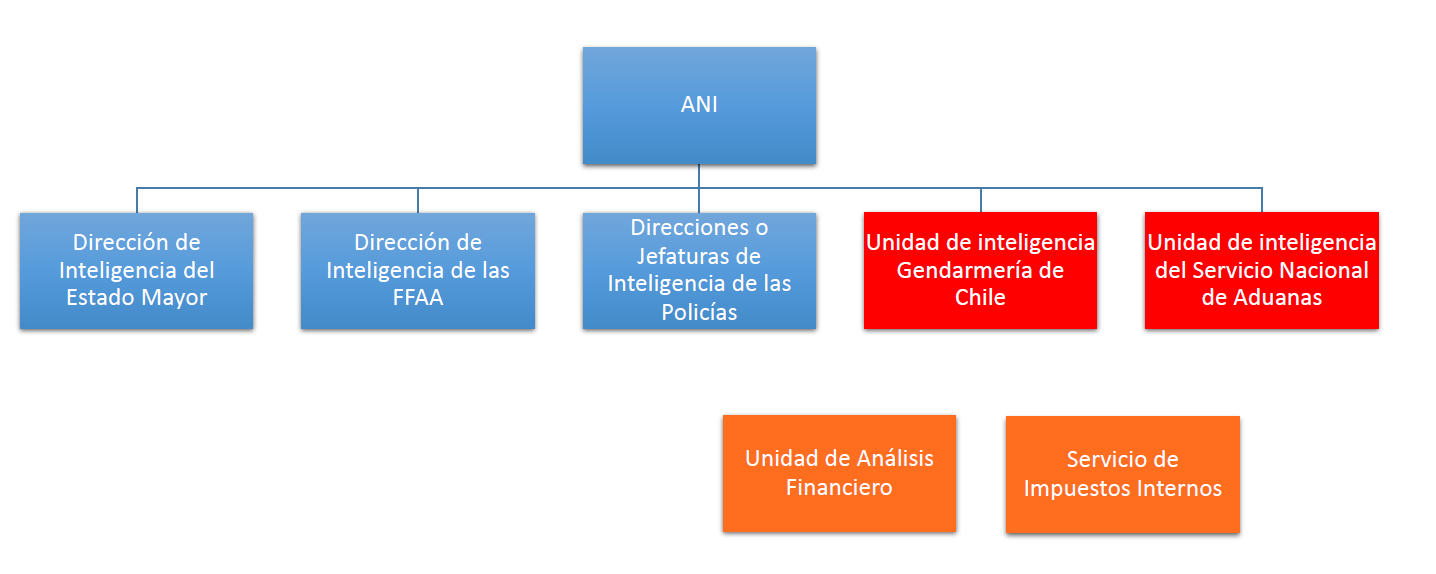 ANI
Dirección de
Inteligencia del
Estado Mayor
Dirección de
Inteligencia de las
FFAA
Direcciones o
Jefaturas de
Inteligencia de las
Policías
Unidad de inteligencia
Gendarmería de
Chile
Unidad de inteligencia
del Servicio Nacional
de Aduanas
Unidad de Análisis
Financiero
Servicio de
Impuestos Internos